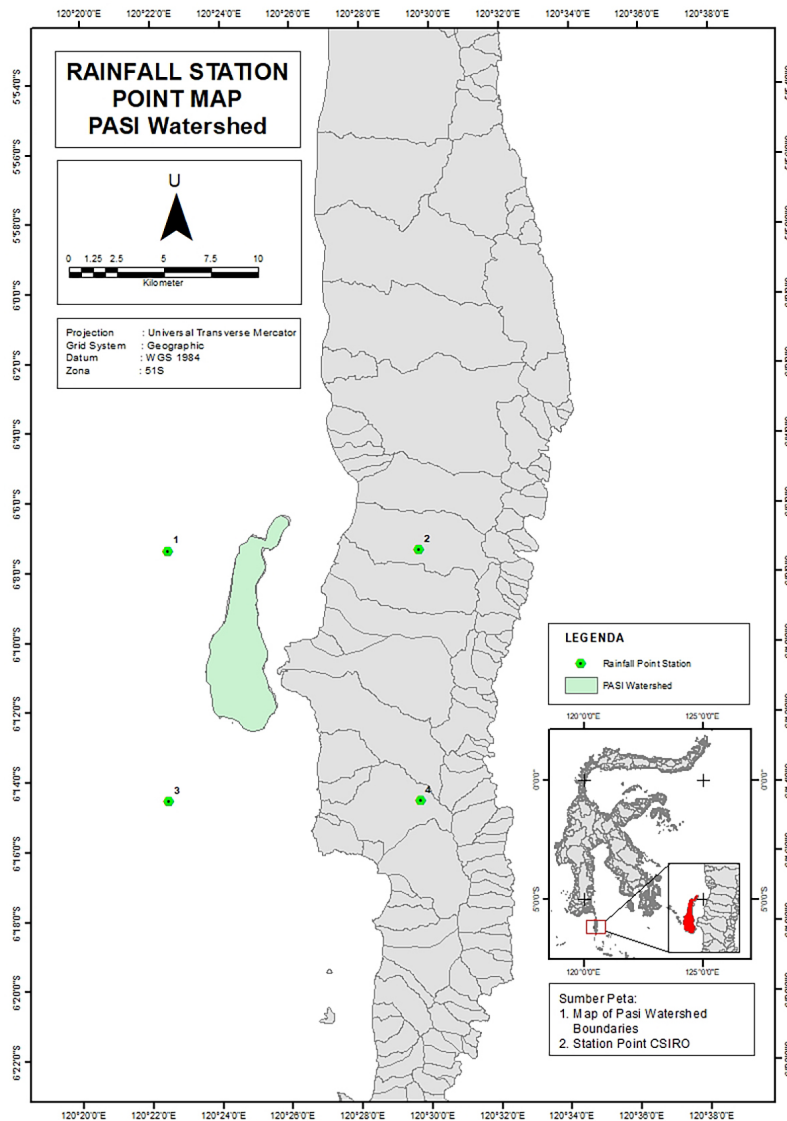 120°20'0"E 120°22'0"E 120°24'0"E 120°26'0"E 120°28'0"E 120°30'0"E 120°32'0"E 120°34'0"E 120°36'0"E 120°38'0"E
RAINFALL STATION
POINT MAP
PASI Watershed
U
0 1.25 2.5 5 7.5 10
Kilometer
Projection : Universal Transverse Mercator
Grid System : Geographic
Datum : WGS 1984
Zona : 51S
5°54'0"S
5°56'0"S
5°58'0"S
6°0'0"S
6°2'0"S
6°4'0"S
6°6'0"S
6°8'0"S
6°10'0"S
6°12'0"S
6°14'0"S
6°16'0"S
6°18'0"S
6°20'0"S
6°22'0"S
1
2
3
4
LEGENDA
Rainfall Point Station
PASI Watershed
120°0'0"E 125°0'0"E
0°0'0"
5°0'0"S
120°0'0"E 125°0'0"E
Sumber Peta:
1. Map of Pasi Watershed
Boundaries
2. Station Point CSIRO
120°20'0"E 120°22'0"E 120°24'0"E 120°26'0"E 120°28'0"E 120°30'0"E 120°32'0"E 120°34'0"E 120°36'0"E 120°38'0"E